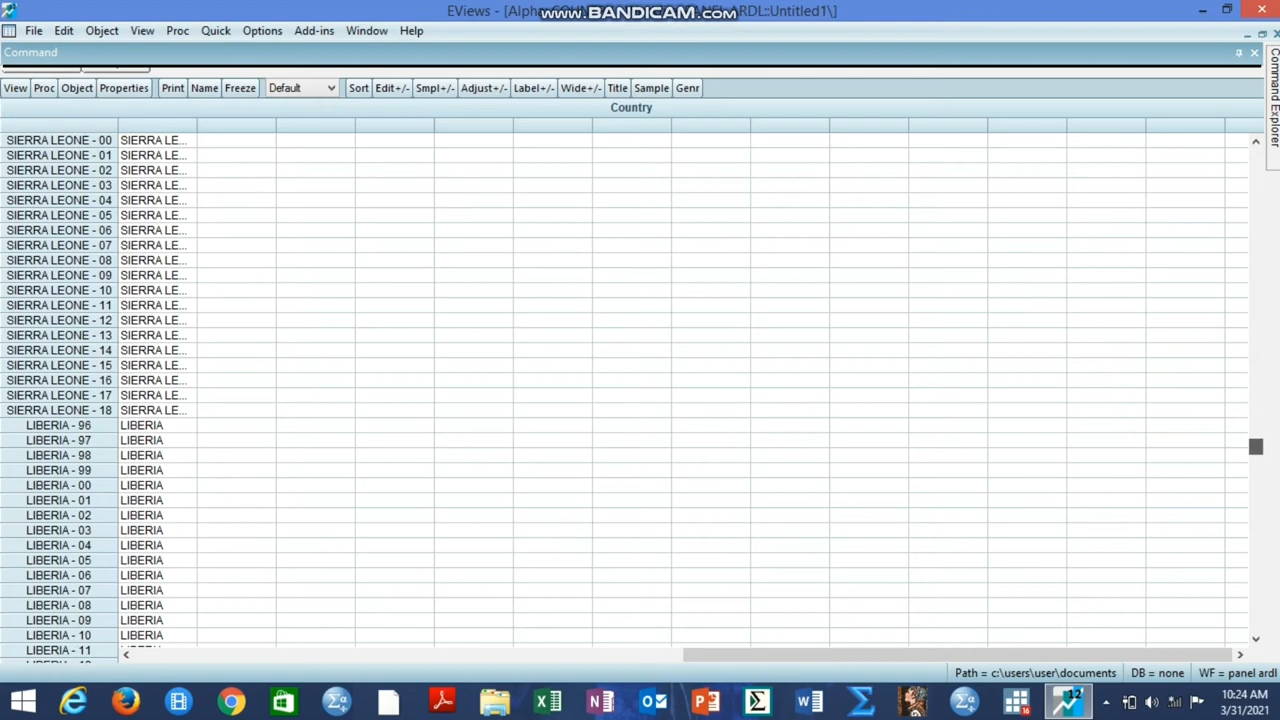 EViews - [Alpha
ARDL::Untitled1\]
www.BANDICAM.com
File Edit Object View Proc Quick Options Add-ins Window Help
Command
Command Explorer
View Proc Object Properties Print Name Freeze Default Sort Edit+/- Smpl+/- Adjust+/- Label+/- Wide+/- Title Sample Genr
Country
SIERRA LEONE - 00 SIERRA LE...
SIERRA LEONE - 01 SIERRA LE...
SIERRA LEONE - 02 SIERRA LE...
SIERRA LEONE - 03 SIERRA LE...
SIERRA LEONE - 04 SIERRA LE...
SIERRA LEONE - 05 SIERRA LE...
SIERRA LEONE - 06 SIERRA LE...
SIERRA LEONE - 07 SIERRA LE...
SIERRA LEONE - 08 SIERRA LE...
SIERRA LEONE - 09 SIERRA LE...
SIERRA LEONE - 10 SIERRA LE...
SIERRA LEONE - 11 SIERRA LE...
SIERRA LEONE - 12 SIERRA LE...
SIERRA LEONE - 13 SIERRA LE...
SIERRA LEONE - 14 SIERRA LE...
SIERRA LEONE - 15 SIERRA LE...
SIERRA LEONE - 16 SIERRA LE...
SIERRA LEONE - 17 SIERRA LE...
SIERRA LEONE - 18 SIERRA LE...
LIBERIA - 96 LIBERIA
LIBERIA - 97 LIBERIA
LIBERIA - 98 LIBERIA
LIBERIA - 99 LIBERIA
LIBERIA - 00 LIBERIA
LIBERIA - 01 LIBERIA
LIBERIA - 02 LIBERIA
LIBERIA - 03 LIBERIA
LIBERIA - 04 LIBERIA
LIBERIA - 05 LIBERIA
LIBERIA - 06 LIBERIA
LIBERIA - 07 LIBERIA
LIBERIA - 08 LIBERIA
LIBERIA - 09 LIBERIA
LIBERIA - 10 LIBERIA
LIBERIA - 11
Path = c:\users\user\documents DB = none WF = panel ardl
10:24 AM
3/31/2021